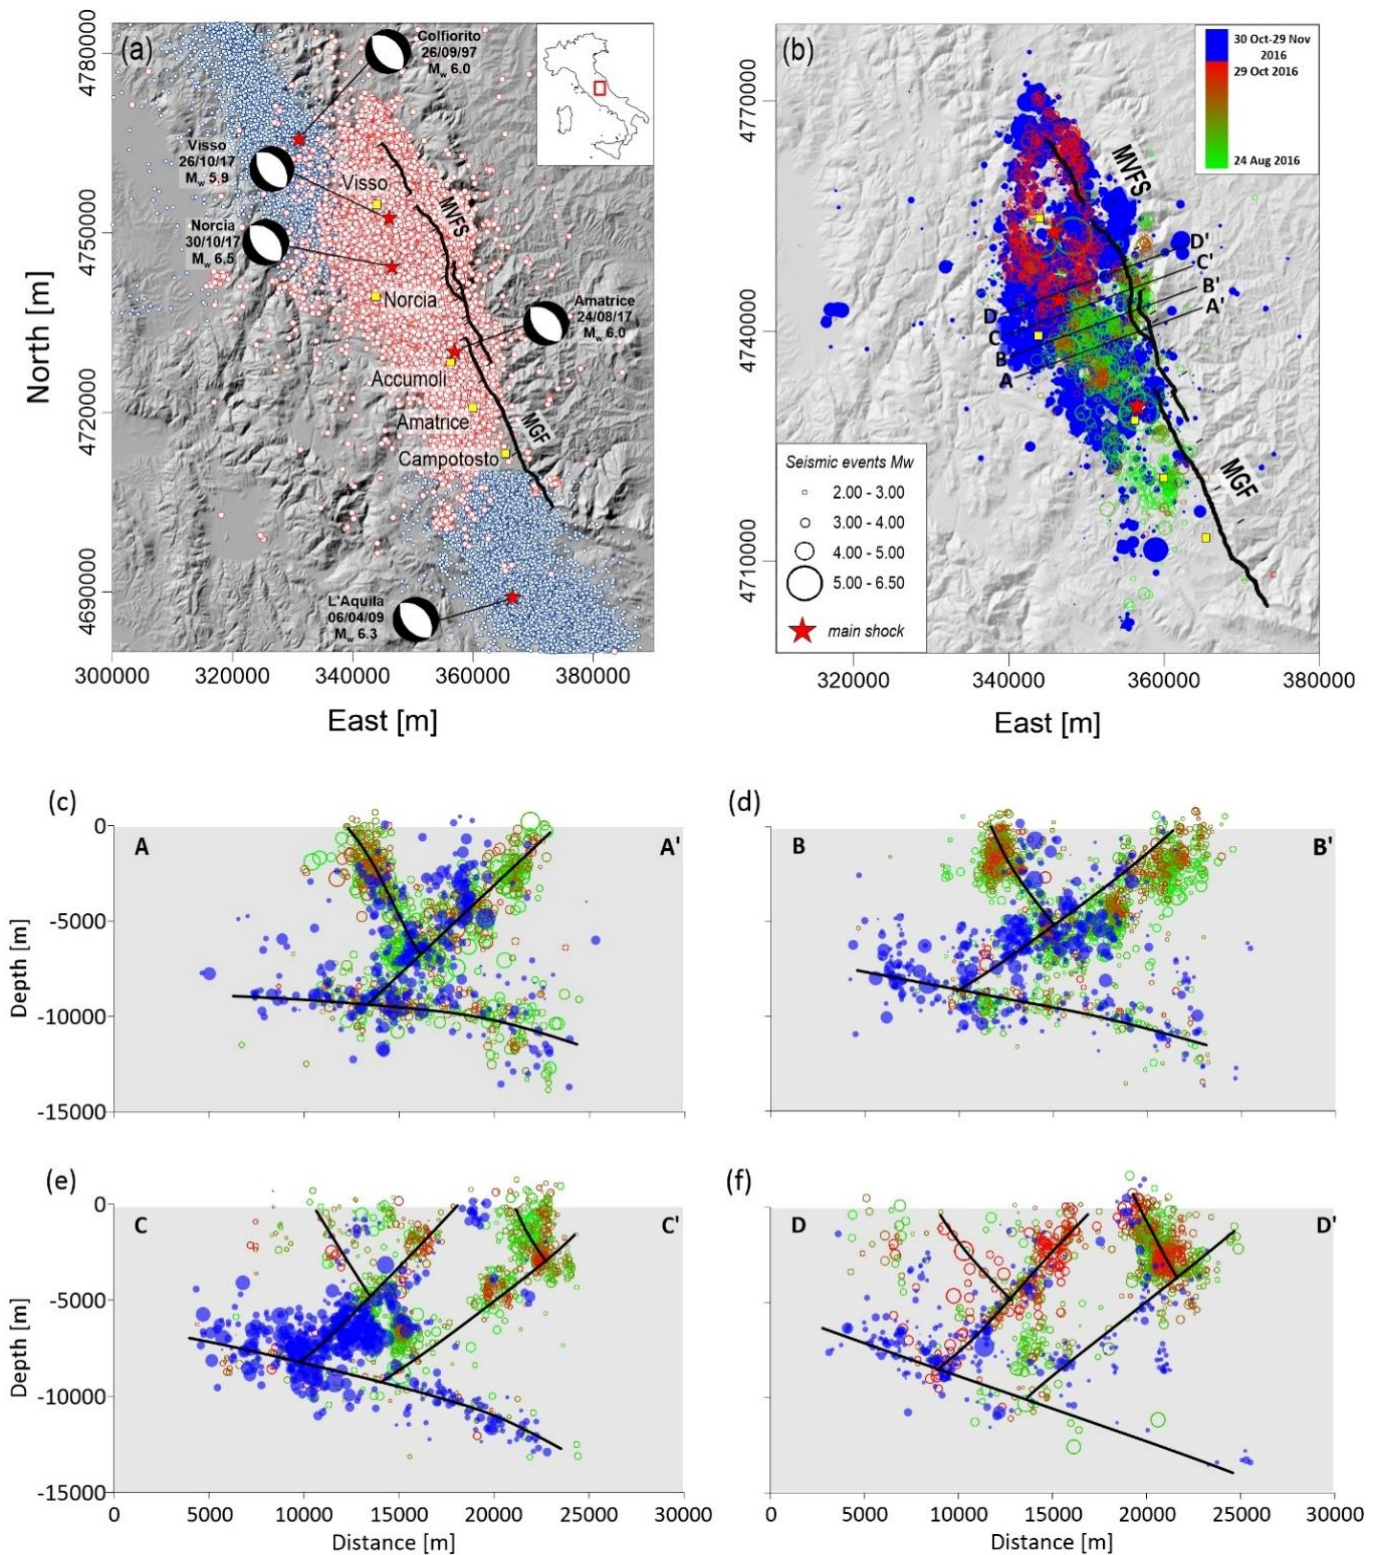 (a)
Colfiorito
26/09/97
Mw 6.0
Visso
26/10/17
Mw 5.9
Visso
MVFS
Norcia
30/10/17
Mw 6.5
Norcia
Amatrice
24/08/17
Mw 6.0
Accumoli
Amatrice
MGF
Campotosto
L'Aquila
06/04/09
Mw 6.3
4780000
4750000
4720000
4690000
North [m]
300000 320000 340000 360000 380000
East [m]
(b)
30 Oct-29 Nov
2016
29 Oct 2016
24 Aug 2016
MVFS
D'
C'
B'
A'
D
C
B
A
MGF
Seismic events Mw
2.00 - 3.00
3.00 - 4.00
4.00 - 5.00
5.00 - 6.50
main shock
4770000
4740000
4710000
320000 340000 360000 380000
East [m]
(c)
A A'
0
-5000
-10000
-15000
Depth [m]
(d)
B B'
(e)
C C'
0
-5000
-10000
-15000
Depth [m]
0 5000 10000 15000 20000 25000 30000
Distance [m]
(f)
D D'
0 5000 10000 15000 20000 25000 30000
Distance [m]